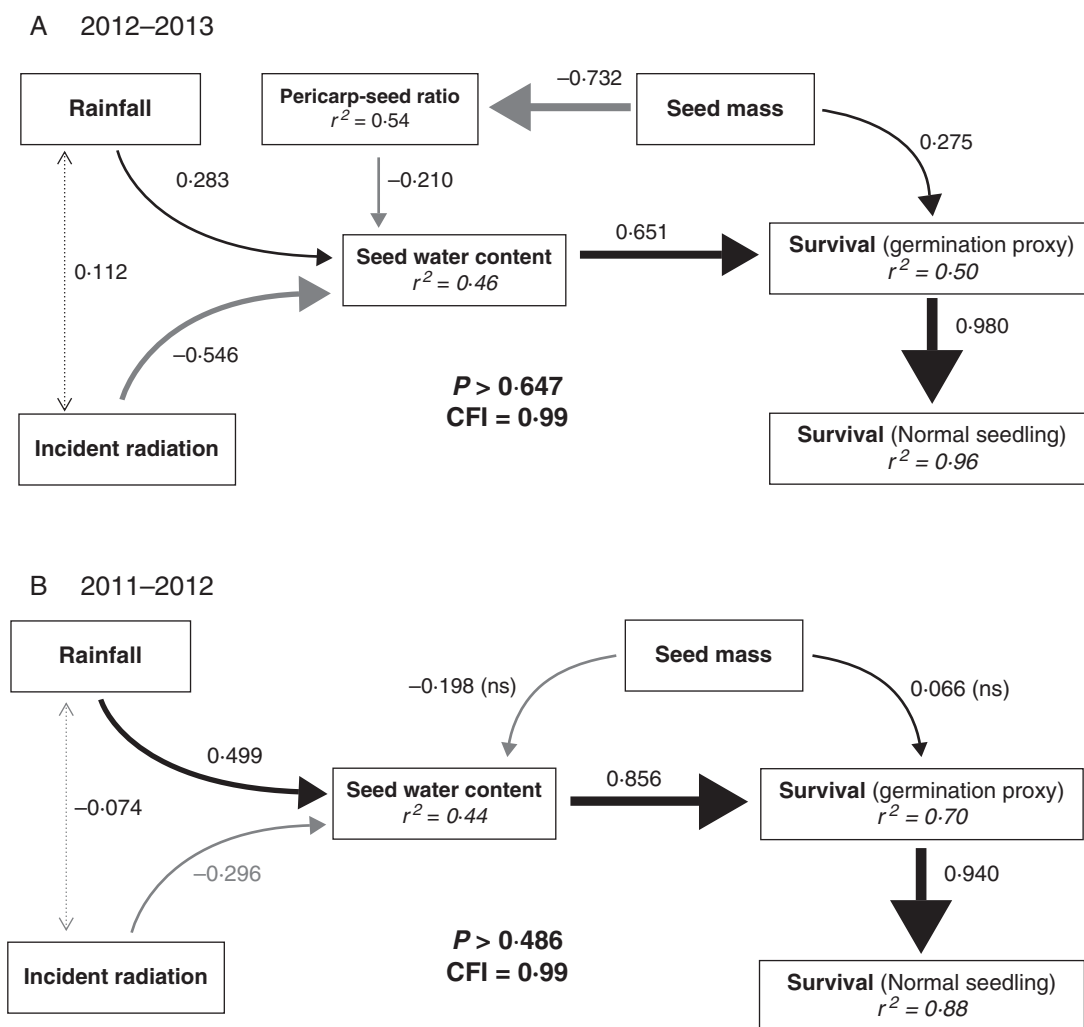 A 2012–2013
Rainfall
Pericarp-seed ratio
r² = 0·54
−0·732
Seed mass
0·275
0·283
−0·210
0·112
Seed water content
r² = 0·46
0·651
Survival (germination proxy)
r² = 0·50
−0·546
0·980
P > 0·647
CFI = 0·99
Incident radiation
Survival (Normal seedling)
r² = 0·96
B 2011–2012
Rainfall
Seed mass
−0·198 (ns)
0·066 (ns)
0·499
−0·074
Seed water content
r² = 0·44
0·856
Survival (germination proxy)
r² = 0·70
−0·296
0·940
P > 0·486
CFI = 0·99
Incident radiation
Survival (Normal seedling)
r² = 0·88